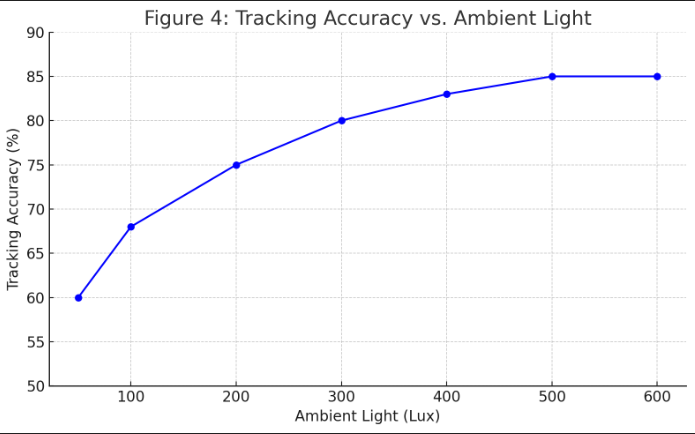 Figure 4: Tracking Accuracy vs. Ambient Light
90
85
80
75
70
65
60
55
50
Tracking Accuracy (%)
100 200 300 400 500 600
Ambient Light (Lux)